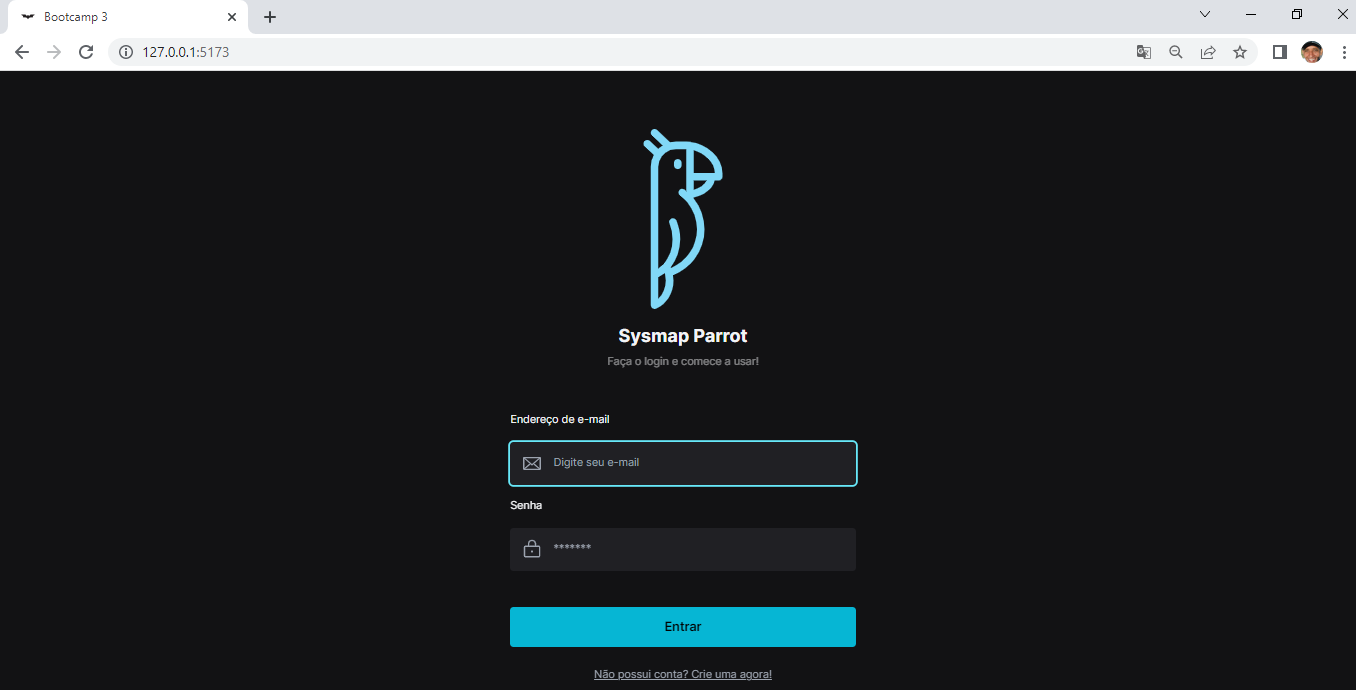 Bootcamp 3
127.0.0.1:5173
Sysmap Parrot
Faça o login e comece a usar!
Endereço de e-mail
Digite seu e-mail
Senha
*******
Entrar
Não possui conta? Crie uma agora!